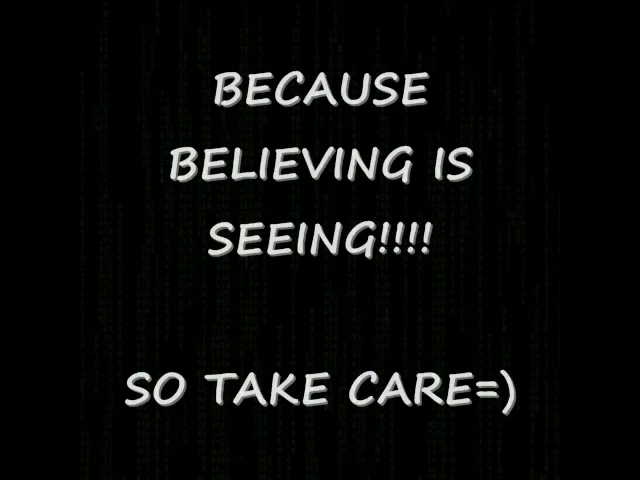 BECAUSE
BELIEVING IS
SEEING!!!!
SO TAKE CARE=)